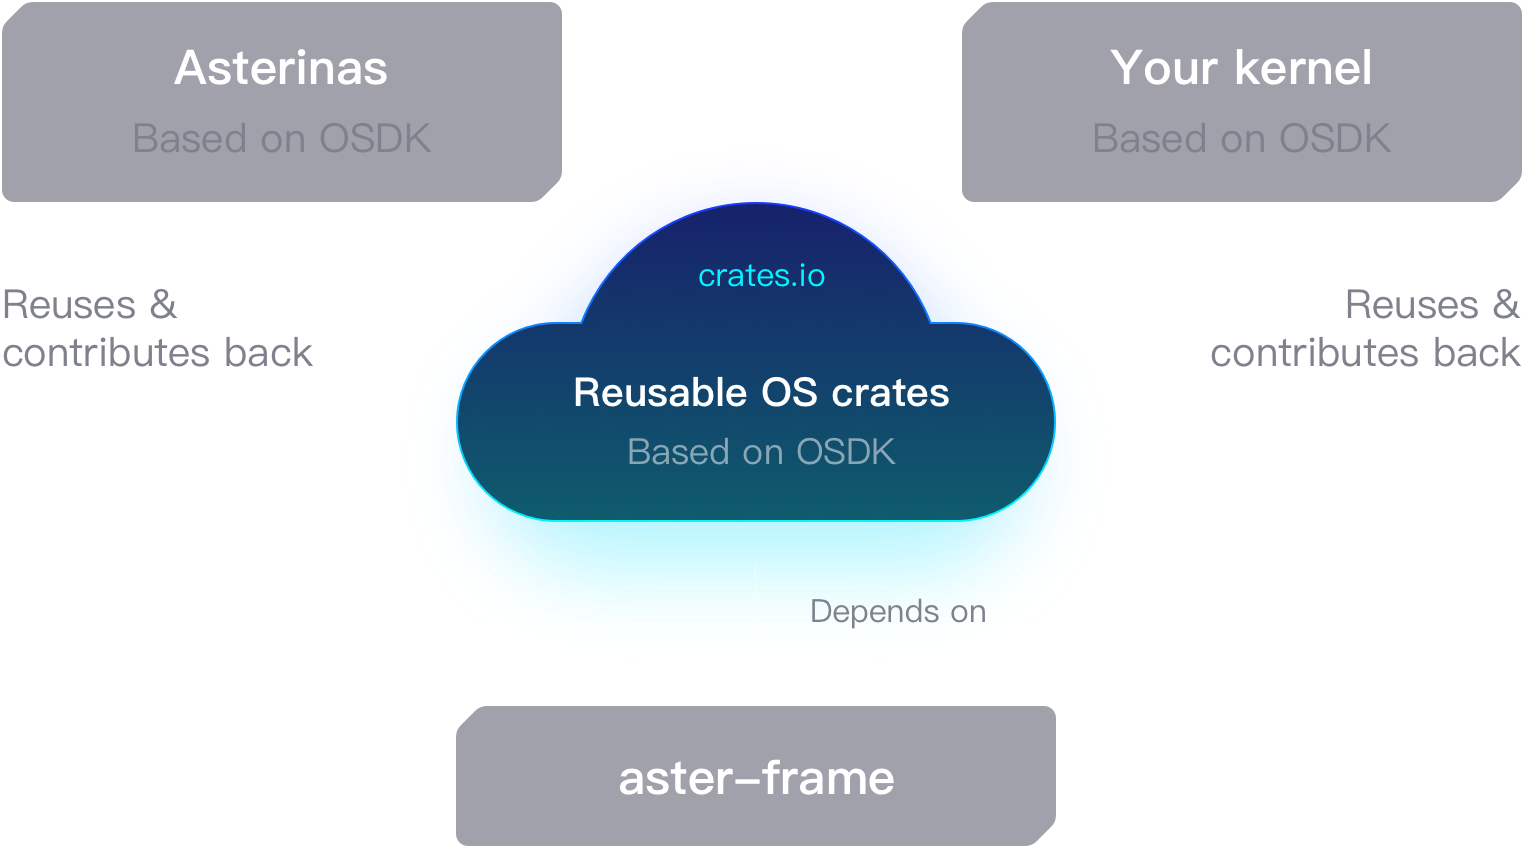 Asterinas
Based on OSDK
Your kernel
Based on OSDK
crates.io
Reuses &
contributes back
Reuses &
contributes back
Reusable OS crates
Based on OSDK
Depends on
aster–frame